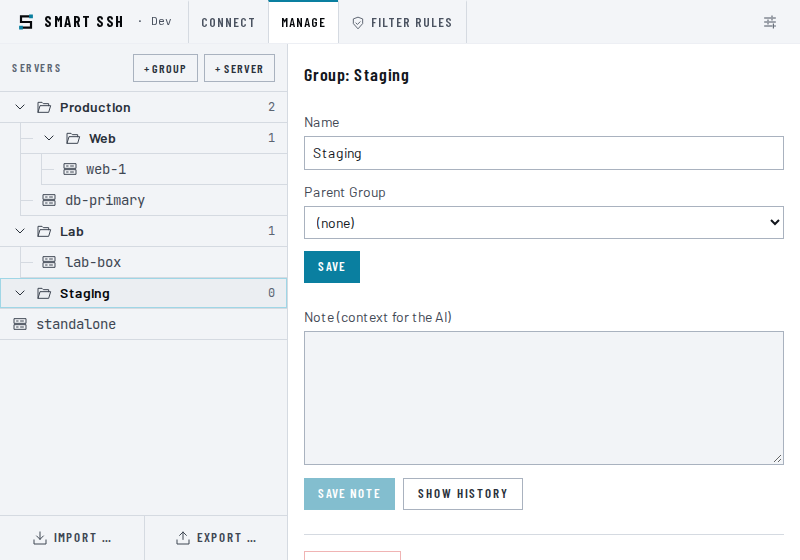 SMART SSH · Dev
CONNECT
MANAGE
FILTER RULES
SERVERS
+ GROUP
+ SERVER
Production 2
Web 1
web-1
db-primary
Lab 1
lab-box
Staging 0
standalone
IMPORT …
EXPORT …
Group: Staging
Name
Staging
Parent Group
(none)
SAVE
Note (context for the AI)
SAVE NOTE
SHOW HISTORY